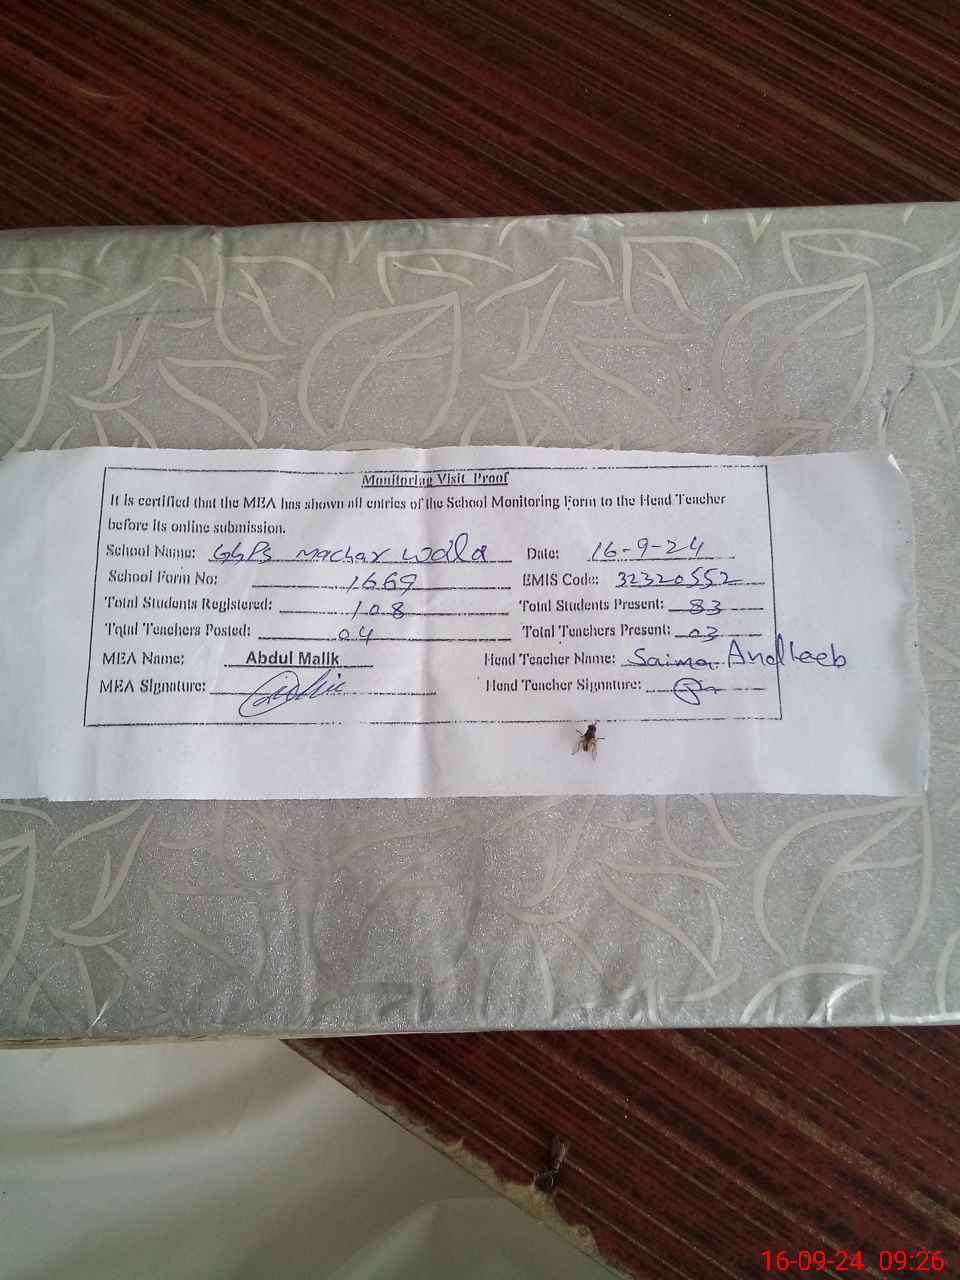 Monitoring Visit Proof
It is certified that the MEA has shown all entries of the School Monitoring Form to the Head Teacher
before its online submission.
School Name: GGPS Machar wala Date: 16-9-24
School Form No: 1669 EMIS Code: 32320552
Total Students Registered: 108 Total Students Present: 83
Total Teachers Posted: 04 Total Teachers Present: 03
MEA Name: Abdul Malik Head Teacher Name: Saima Andleeb
MEA Signature: Head Teacher Signature:
16-09-24 09:26